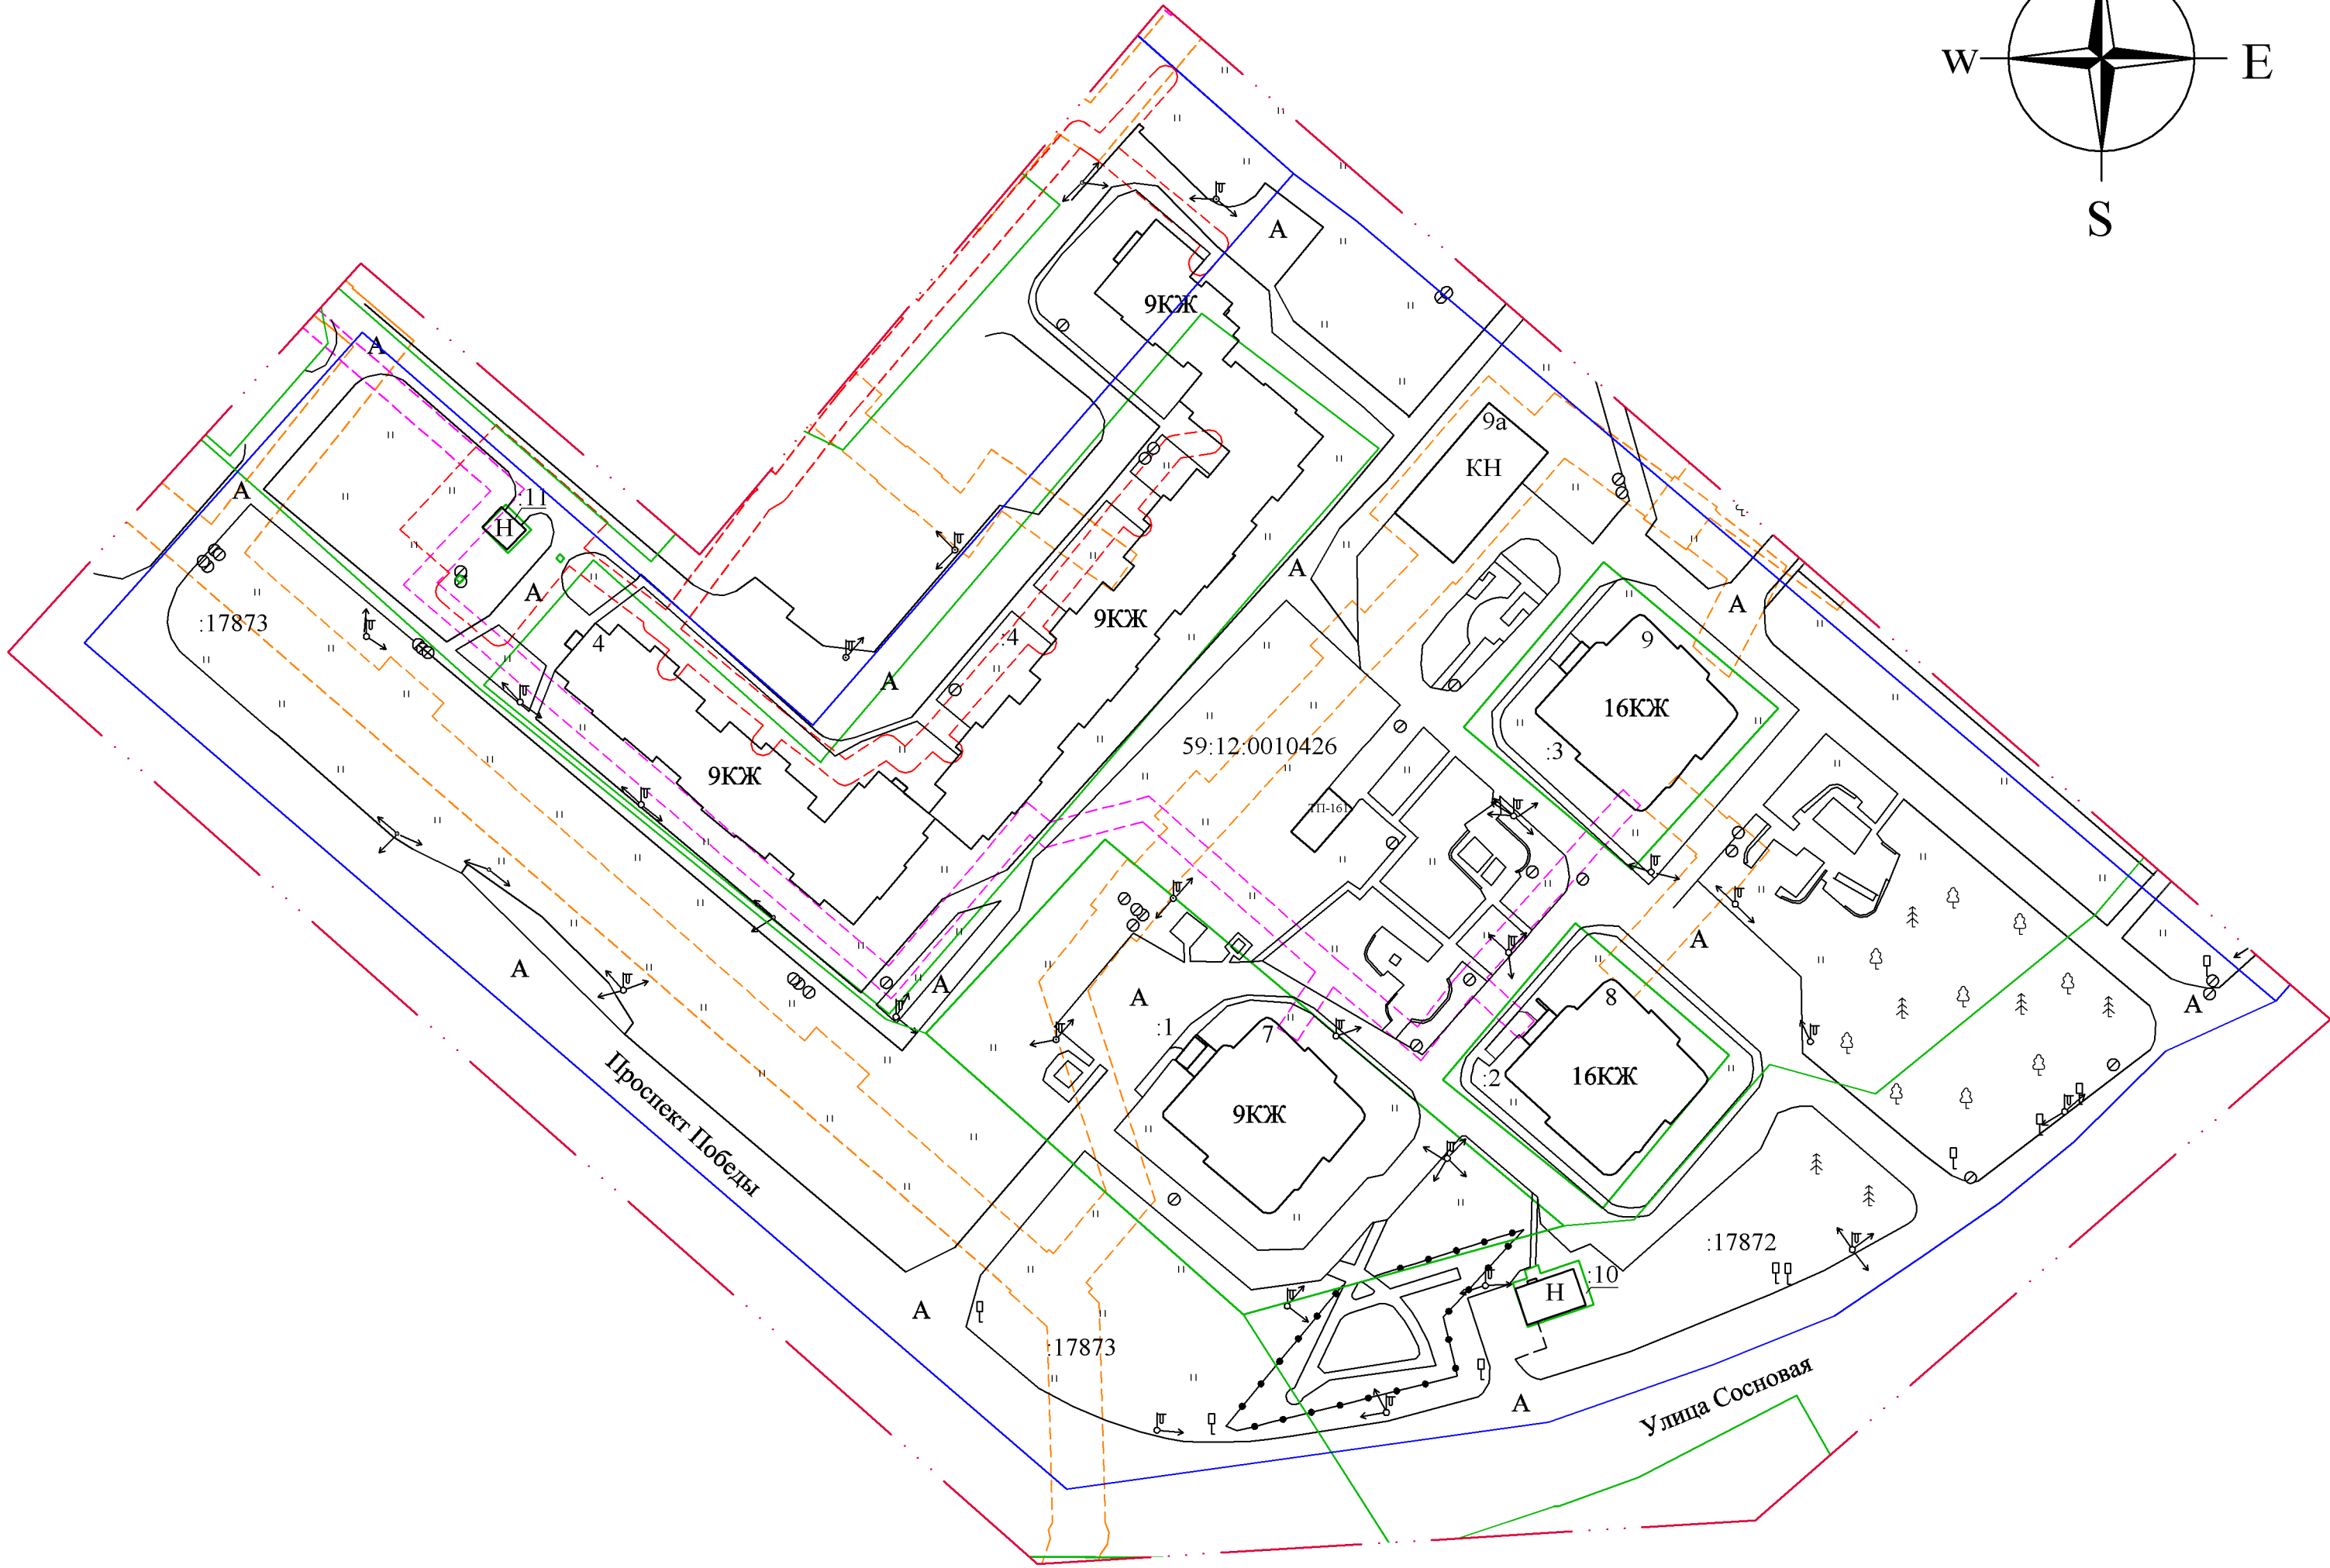 W
E
S
А
9КЖ
А
9а
КН
А
:11
Н
А
А
:17873
4
:4
9КЖ
А
9
16КЖ
:3
А
59:12:0010426
9КЖ
ТП-161
А
А
А
А
8
:1
7
А
:2
16КЖ
9КЖ
Проспект Победы
:17872
:10
Н
А
:17873
А
Улица Сосновая